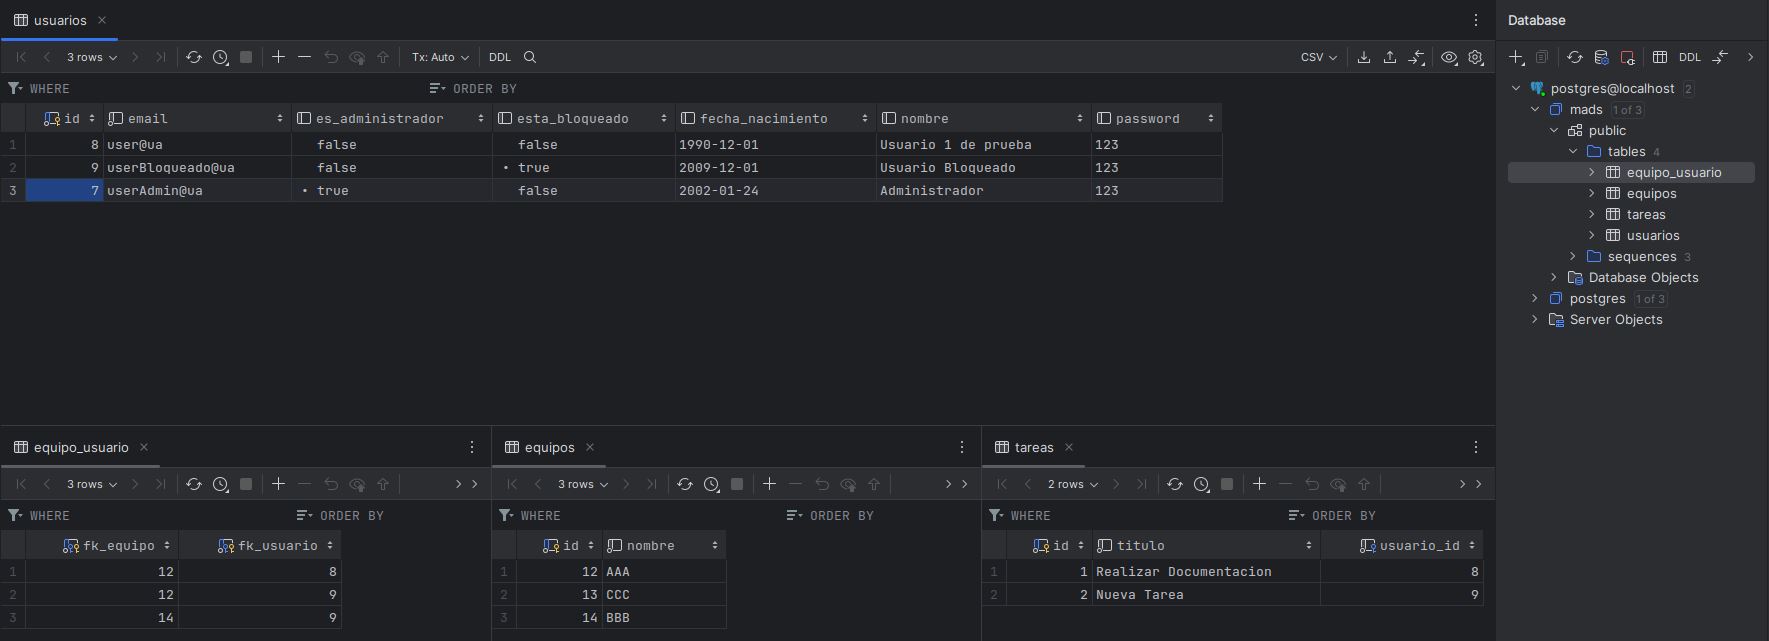 usuarios
3 rows Tx: Auto DDL CSV
WHERE ORDER BY
id email es_administrador esta_bloqueado fecha_nacimiento nombre password
1 8 user@ua false false 1990-12-01 Usuario 1 de prueba 123
2 9 userBloqueado@ua false true 2009-12-01 Usuario Bloqueado 123
3 7 userAdmin@ua true false 2002-01-24 Administrador 123
equipo_usuario
3 rows
WHERE ORDER BY
fk_equipo fk_usuario
1 12 8
2 12 9
3 14 9
equipos
3 rows
WHERE ORDER BY
id nombre
1 12 AAA
2 13 CCC
3 14 BBB
tareas
2 rows
WHERE ORDER BY
id titulo usuario_id
1 1 Realizar Documentacion 8
2 2 Nueva Tarea 9
Database
DDL
postgres@localhost 2
mads 1 of 3
public
tables 4
equipo_usuario
equipos
tareas
usuarios
sequences 3
Database Objects
postgres 1 of 3
Server Objects